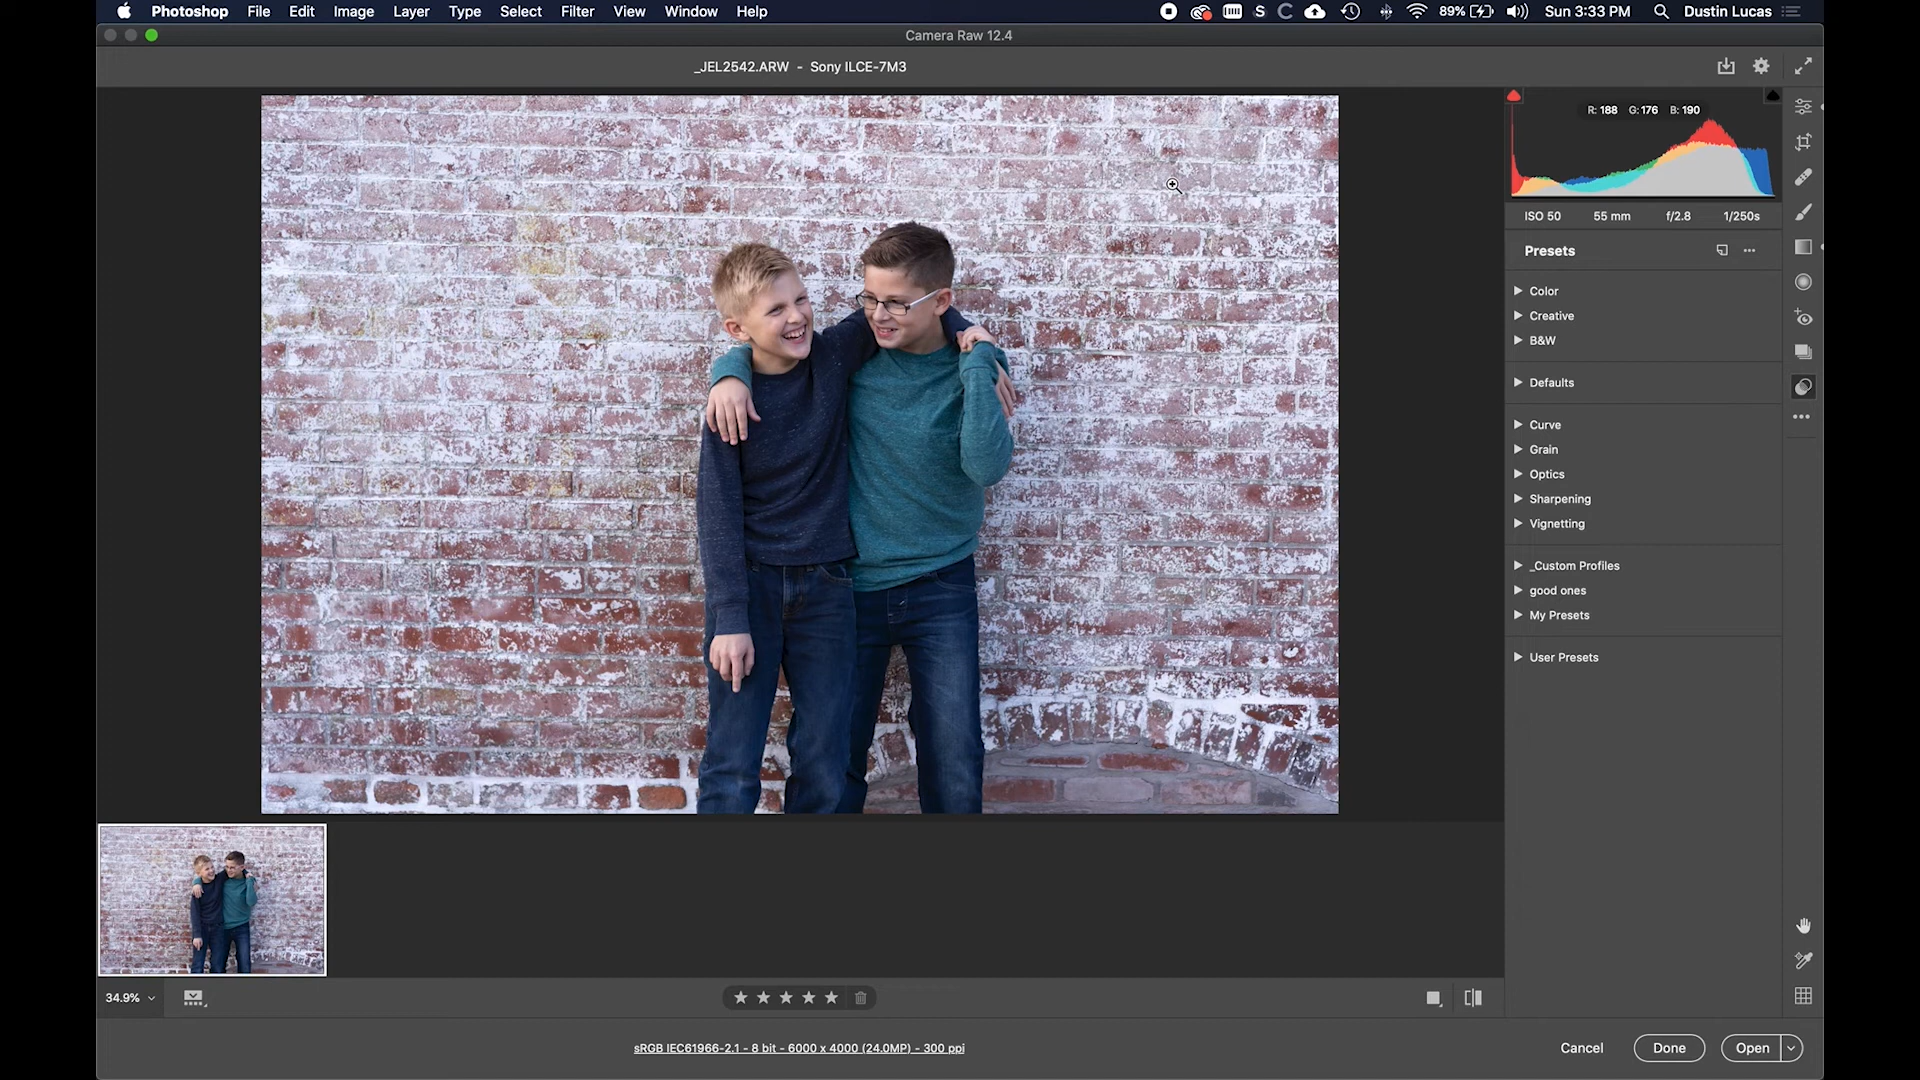 Photoshop File Edit Image Layer Type Select Filter View Window Help S C 89% Sun 3:33 PM Dustin Lucas
Camera Raw 12.4
_JEL2542.ARW - Sony ILCE-7M3
R: 188 G: 176 B: 190
ISO 50 55 mm f/2.8 1/250s
Presets
Color
Creative
B&W
Defaults
Curve
Grain
Optics
Sharpening
Vignetting
_Custom Profiles
good ones
My Presets
User Presets
34.9%
sRGB IEC61966-2.1 - 8 bit - 6000 x 4000 (24.0MP) - 300 ppi
Cancel Done Open